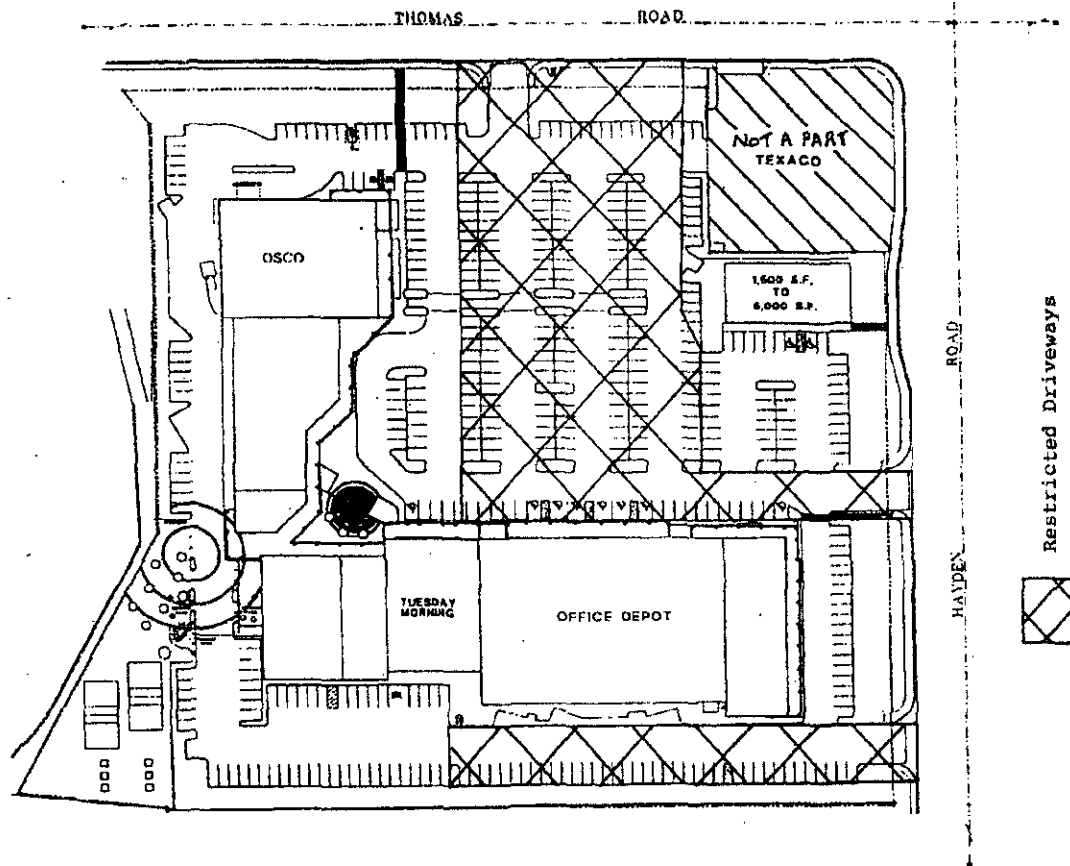 THOMAS ROAD
NOT A PART
TEXACO
OSCO
1,500 S.F.
TO
6,000 S.F.
ROAD
HAYDEN
Restricted Driveways
TUESDAY
MORNING
OFFICE DEPOT